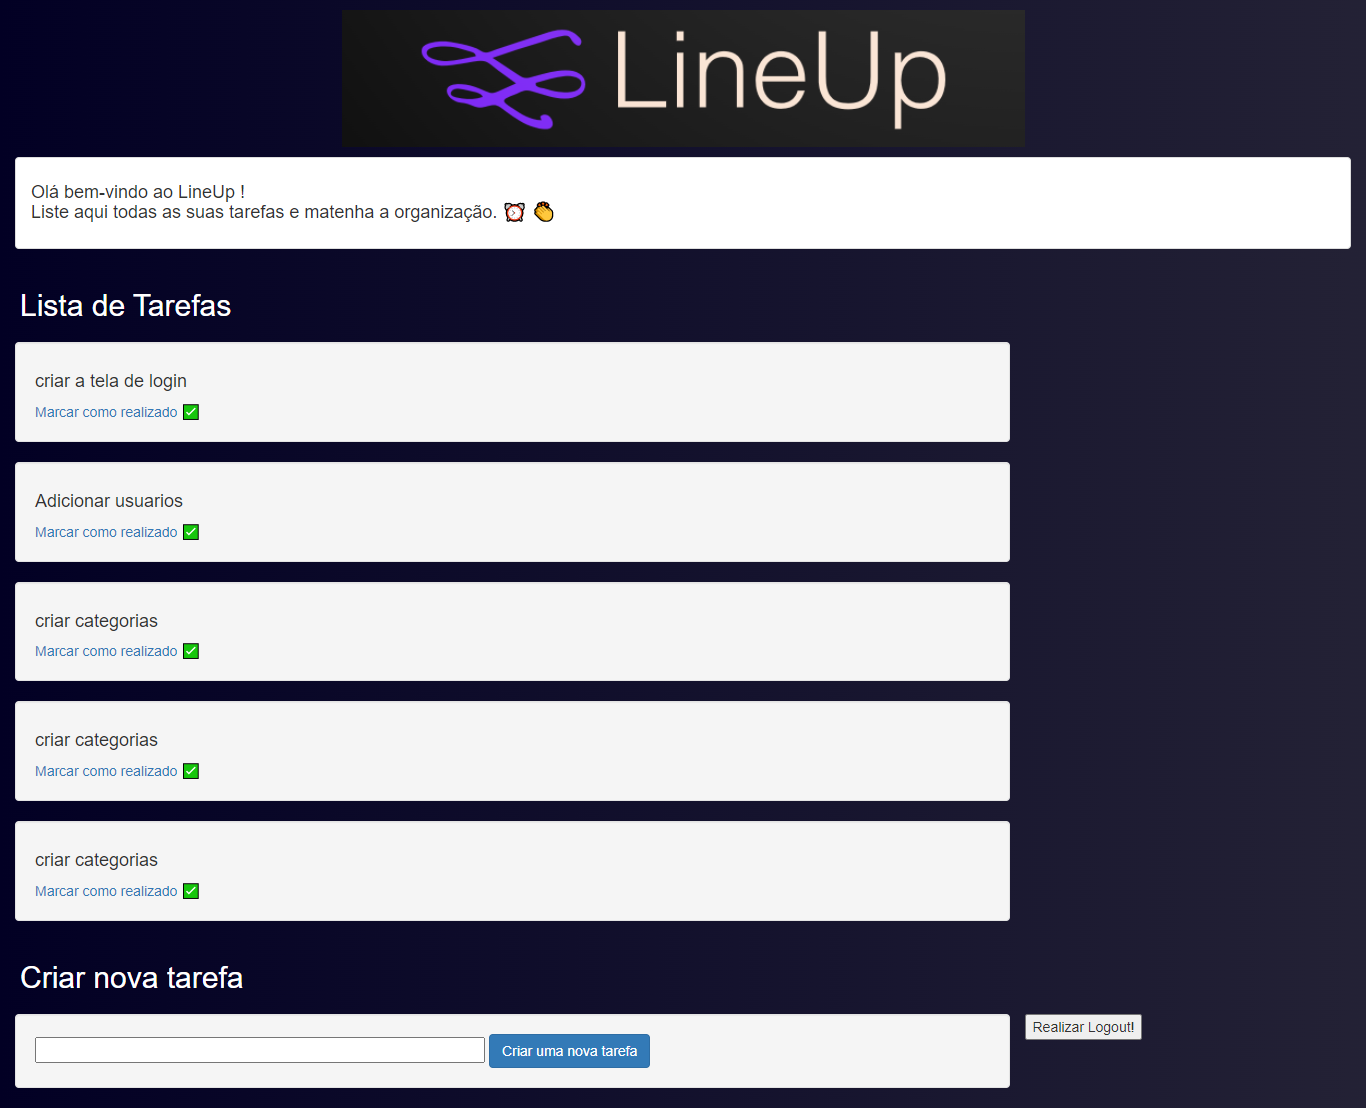 LineUp
Olá bem-vindo ao LineUp !
Liste aqui todas as suas tarefas e matenha a organização. ⏰ 👏
Lista de Tarefas
criar a tela de login
Marcar como realizado ✅
Adicionar usuarios
Marcar como realizado ✅
criar categorias
Marcar como realizado ✅
criar categorias
Marcar como realizado ✅
criar categorias
Marcar como realizado ✅
Criar nova tarefa
Criar uma nova tarefa
Realizar Logout!